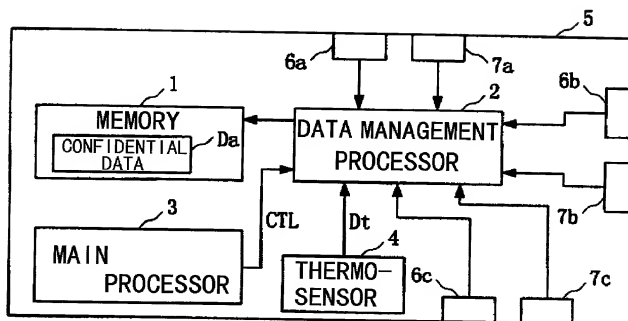 5
6a
7a
1
2
6b
MEMORY
Da
CONFIDENTIAL
DATA
DATA MANAGEMENT
PROCESSOR
7b
3
CTL
Dt
4
MAIN
PROCESSOR
THERMO-
SENSOR
6c
7c